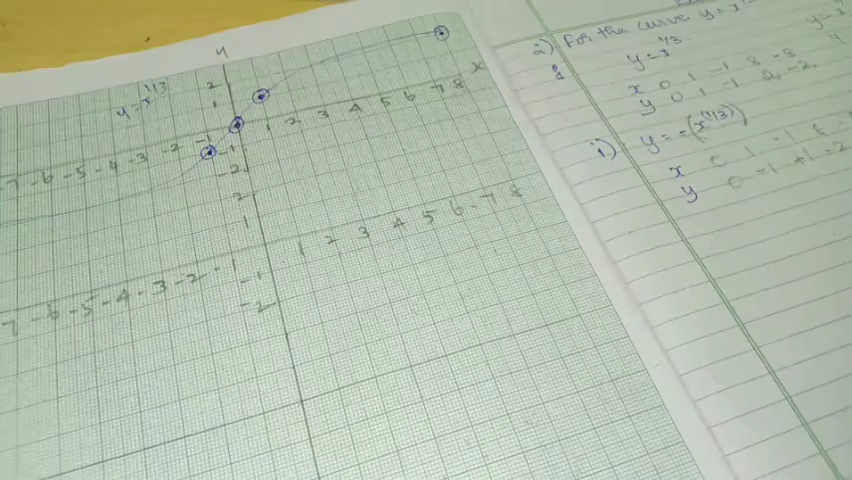 y
2
1
x
y = x^1/3
-7 -6 -5 -4 -3 -2 -1 1 2 3 4 5 6 7 8
-1
-2
2
1
7 -6 -5 -4 -3 -2 -1 1 2 3 4 5 6 7 8
-1
-2
i) For the curve y = x
y = x^1/3
x 0 1 -1 8 -8
y 0 1 -1 2 -2
i) y = -(x^(1/3))
x 0 1 -1 8
y 0 -1 +1 -2
y =